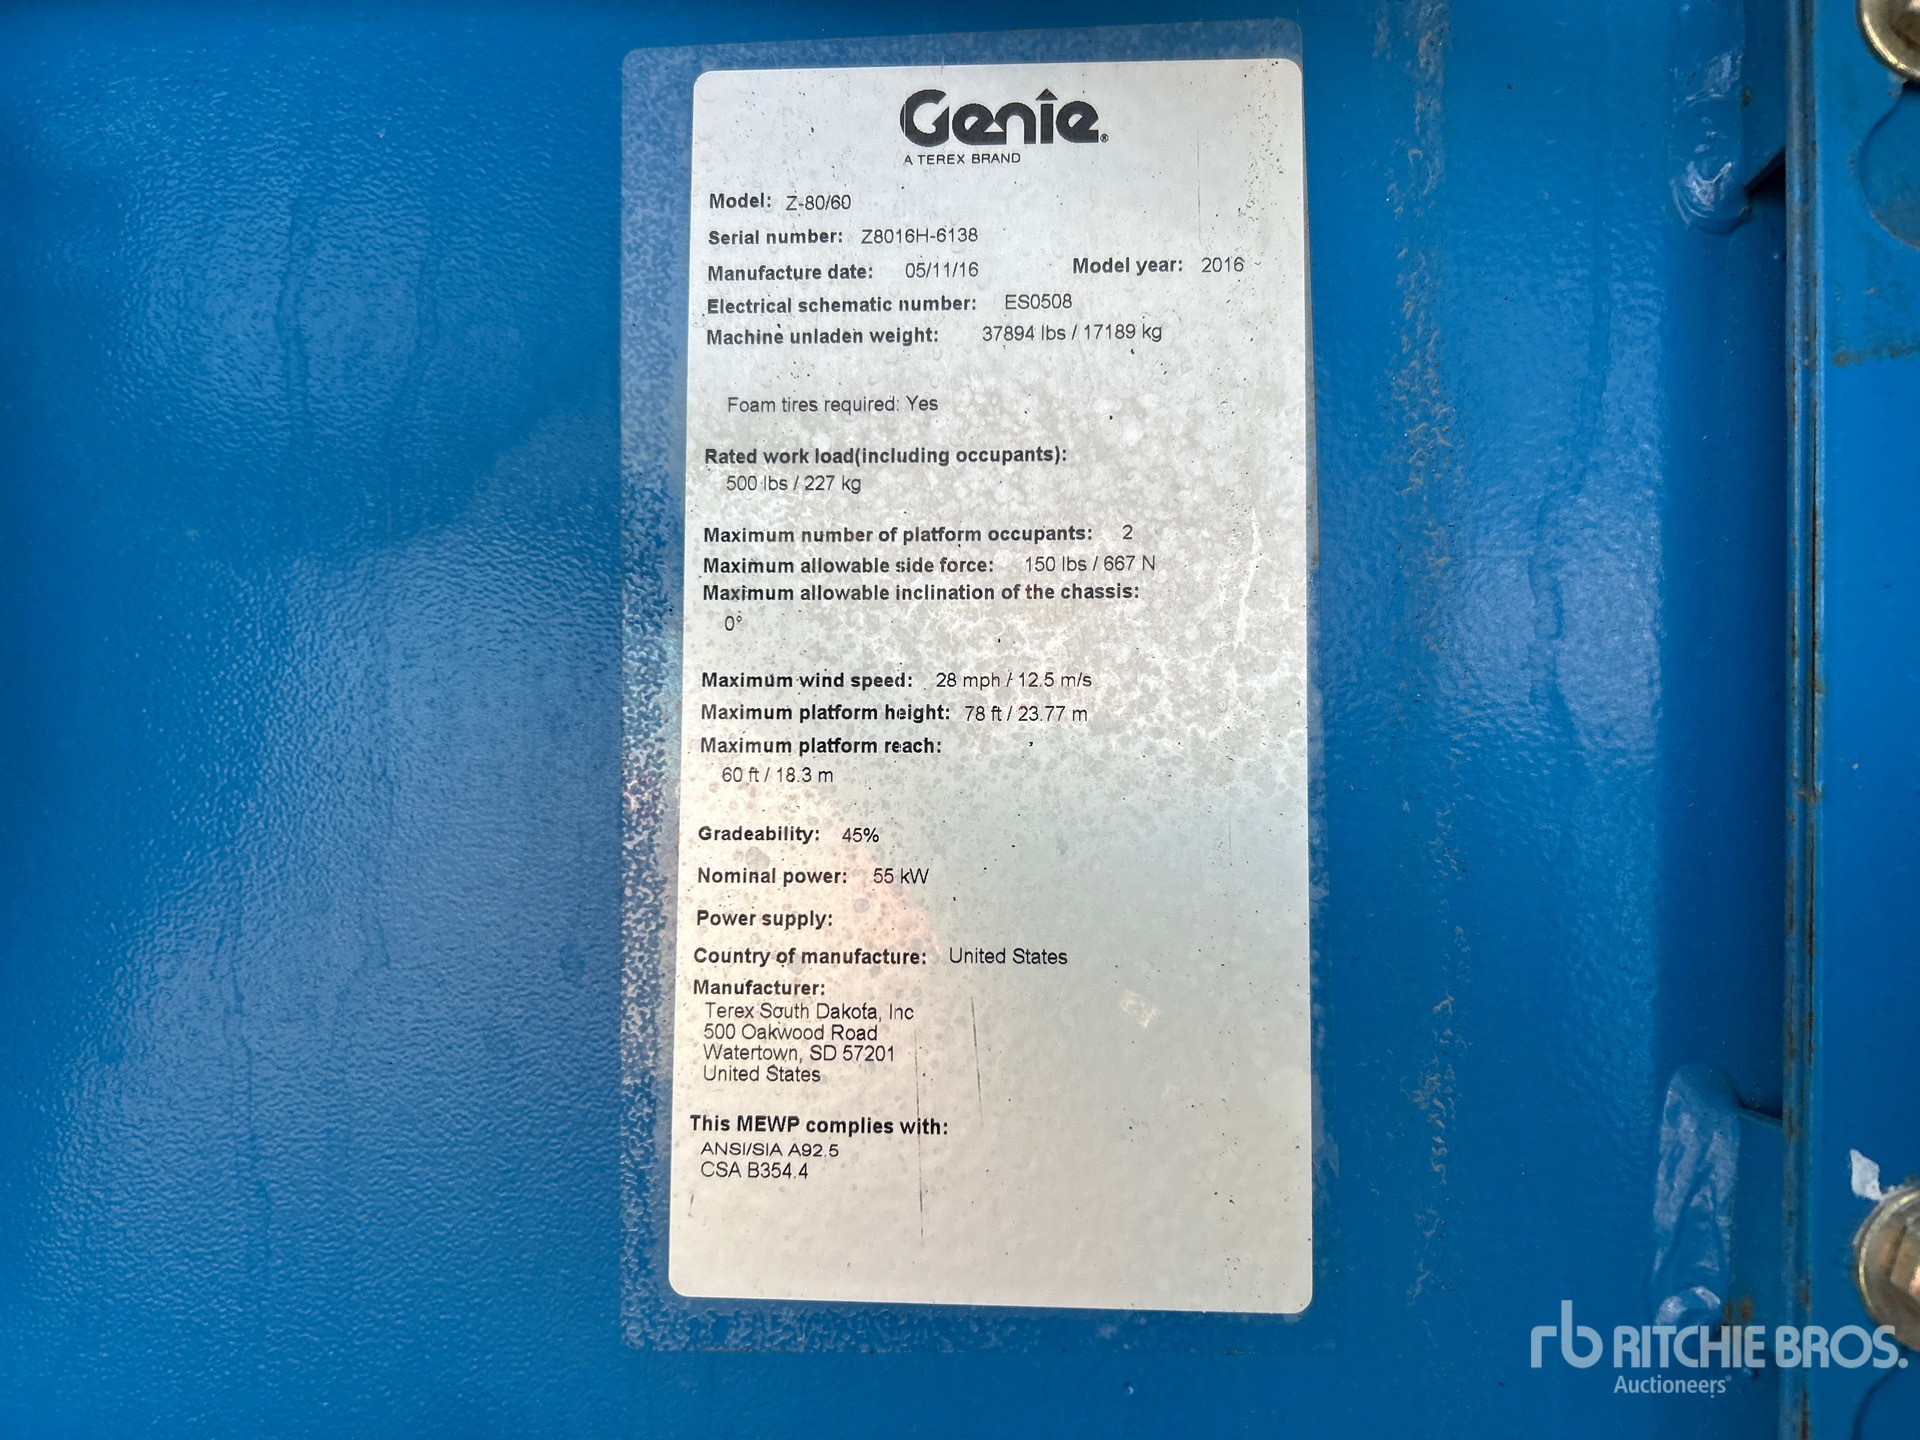 Genie®
A TEREX BRAND
Model: Z-80/60
Serial number: Z8016H-6138
Manufacture date: 05/11/16 Model year: 2016
Electrical schematic number: ES0508
Machine unladen weight: 37894 lbs / 17189 kg
Foam tires required: Yes
Rated work load(including occupants):
500 lbs / 227 kg
Maximum number of platform occupants: 2
Maximum allowable side force: 150 lbs / 667 N
Maximum allowable inclination of the chassis:
0°
Maximum wind speed: 28 mph / 12.5 m/s
Maximum platform height: 78 ft / 23.77 m
Maximum platform reach:
60 ft / 18.3 m
Gradeability: 45%
Nominal power: 55 kW
Power supply:
Country of manufacture: United States
Manufacturer:
Terex South Dakota, Inc
500 Oakwood Road
Watertown, SD 57201
United States
This MEWP complies with:
ANSI/SIA A92.5
CSA B354.4
rb RITCHIE BROS.
Auctioneers®